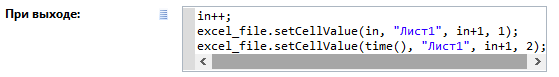 При выходе:
in++;
excel_file.setCellValue(in, "Лист1", in+1, 1);
excel_file.setCellValue(time(), "Лист1", in+1, 2);